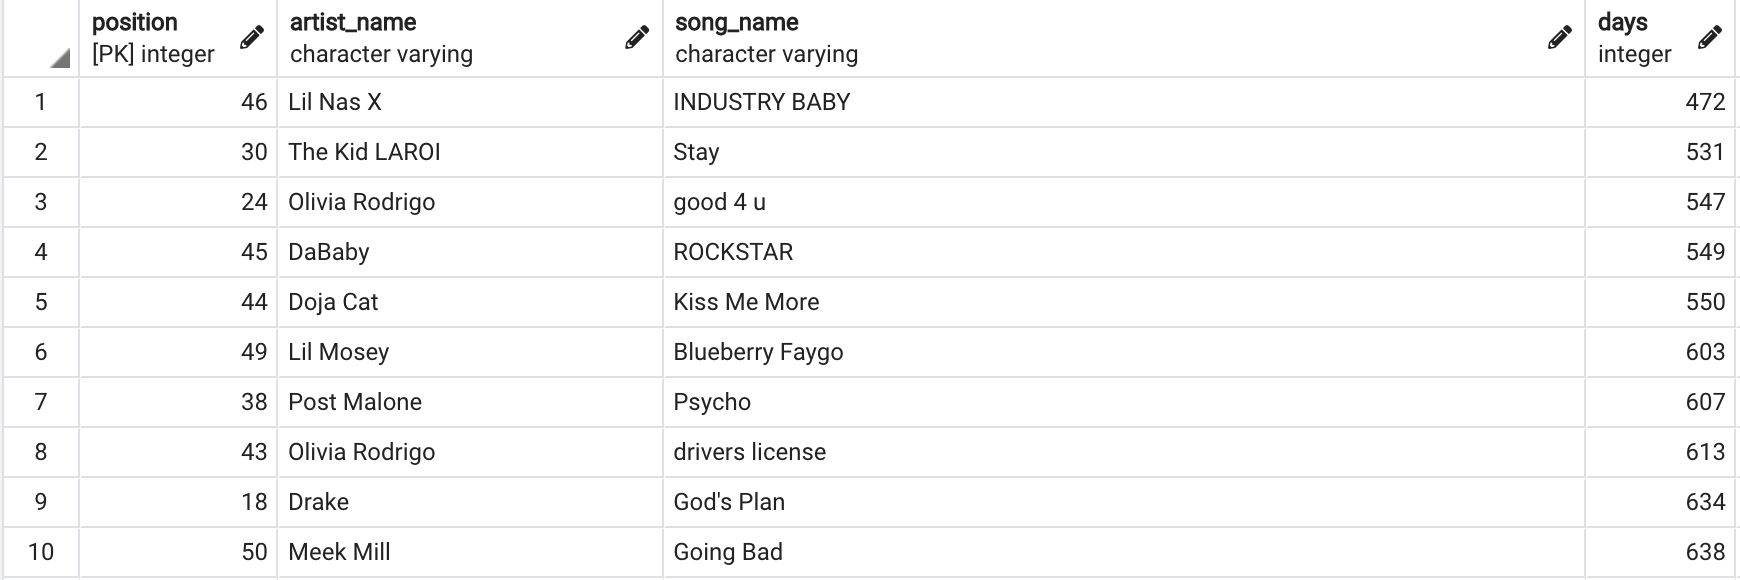 position artist_name song_name days
[PK] integer character varying character varying integer
1 46 Lil Nas X INDUSTRY BABY 472
2 30 The Kid LAROI Stay 531
3 24 Olivia Rodrigo good 4 u 547
4 45 DaBaby ROCKSTAR 549
5 44 Doja Cat Kiss Me More 550
6 49 Lil Mosey Blueberry Faygo 603
7 38 Post Malone Psycho 607
8 43 Olivia Rodrigo drivers license 613
9 18 Drake God's Plan 634
10 50 Meek Mill Going Bad 638